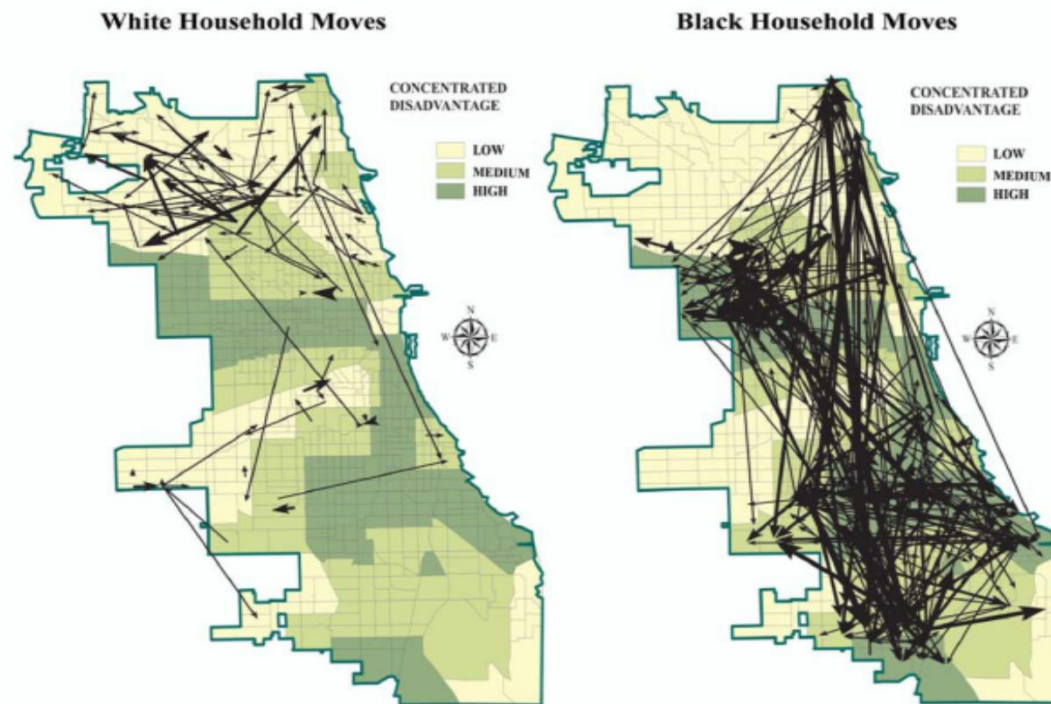 White Household Moves
CONCENTRATED
DISADVANTAGE
LOW
MEDIUM
HIGH
N
W E
S
Black Household Moves
CONCENTRATED
DISADVANTAGE
LOW
MEDIUM
HIGH
N
W E
S